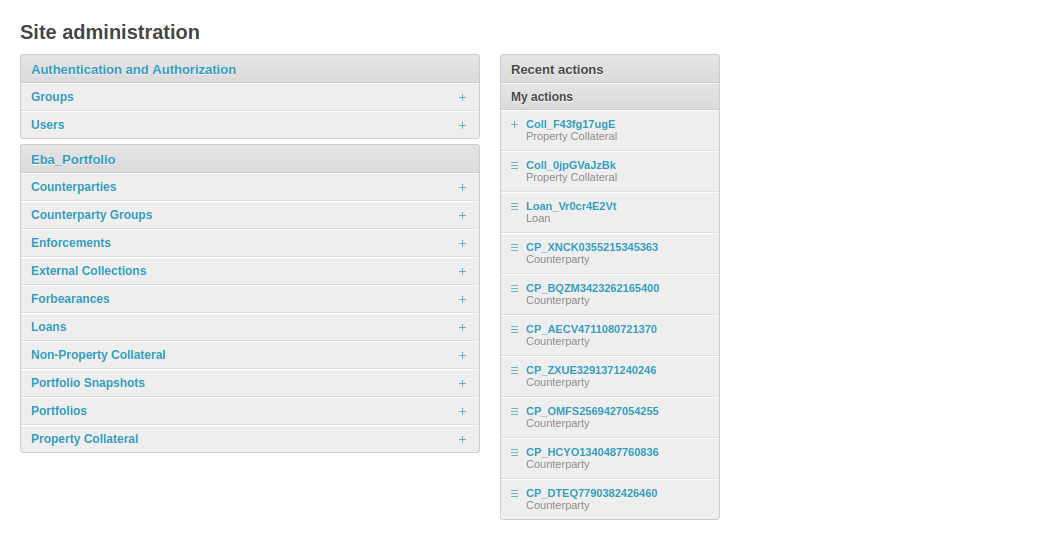 Site administration
Authentication and Authorization
Groups
Users
Eba_Portfolio
Counterparties
Counterparty Groups
Enforcements
External Collections
Forbearances
Loans
Non-Property Collateral
Portfolio Snapshots
Portfolios
Property Collateral
Recent actions
My actions
Coll_F43fg17ugE
Property Collateral
Coll_0jpGVaJzBk
Property Collateral
Loan_Vr0cr4E2Vt
Loan
CP_XNCK0355215345363
Counterparty
CP_BQZM3423262165400
Counterparty
CP_AECV4711080721370
Counterparty
CP_ZXUE3291371240246
Counterparty
CP_OMFS2569427054255
Counterparty
CP_HCYO1340487760836
Counterparty
CP_DTEQ7790382426460
Counterparty